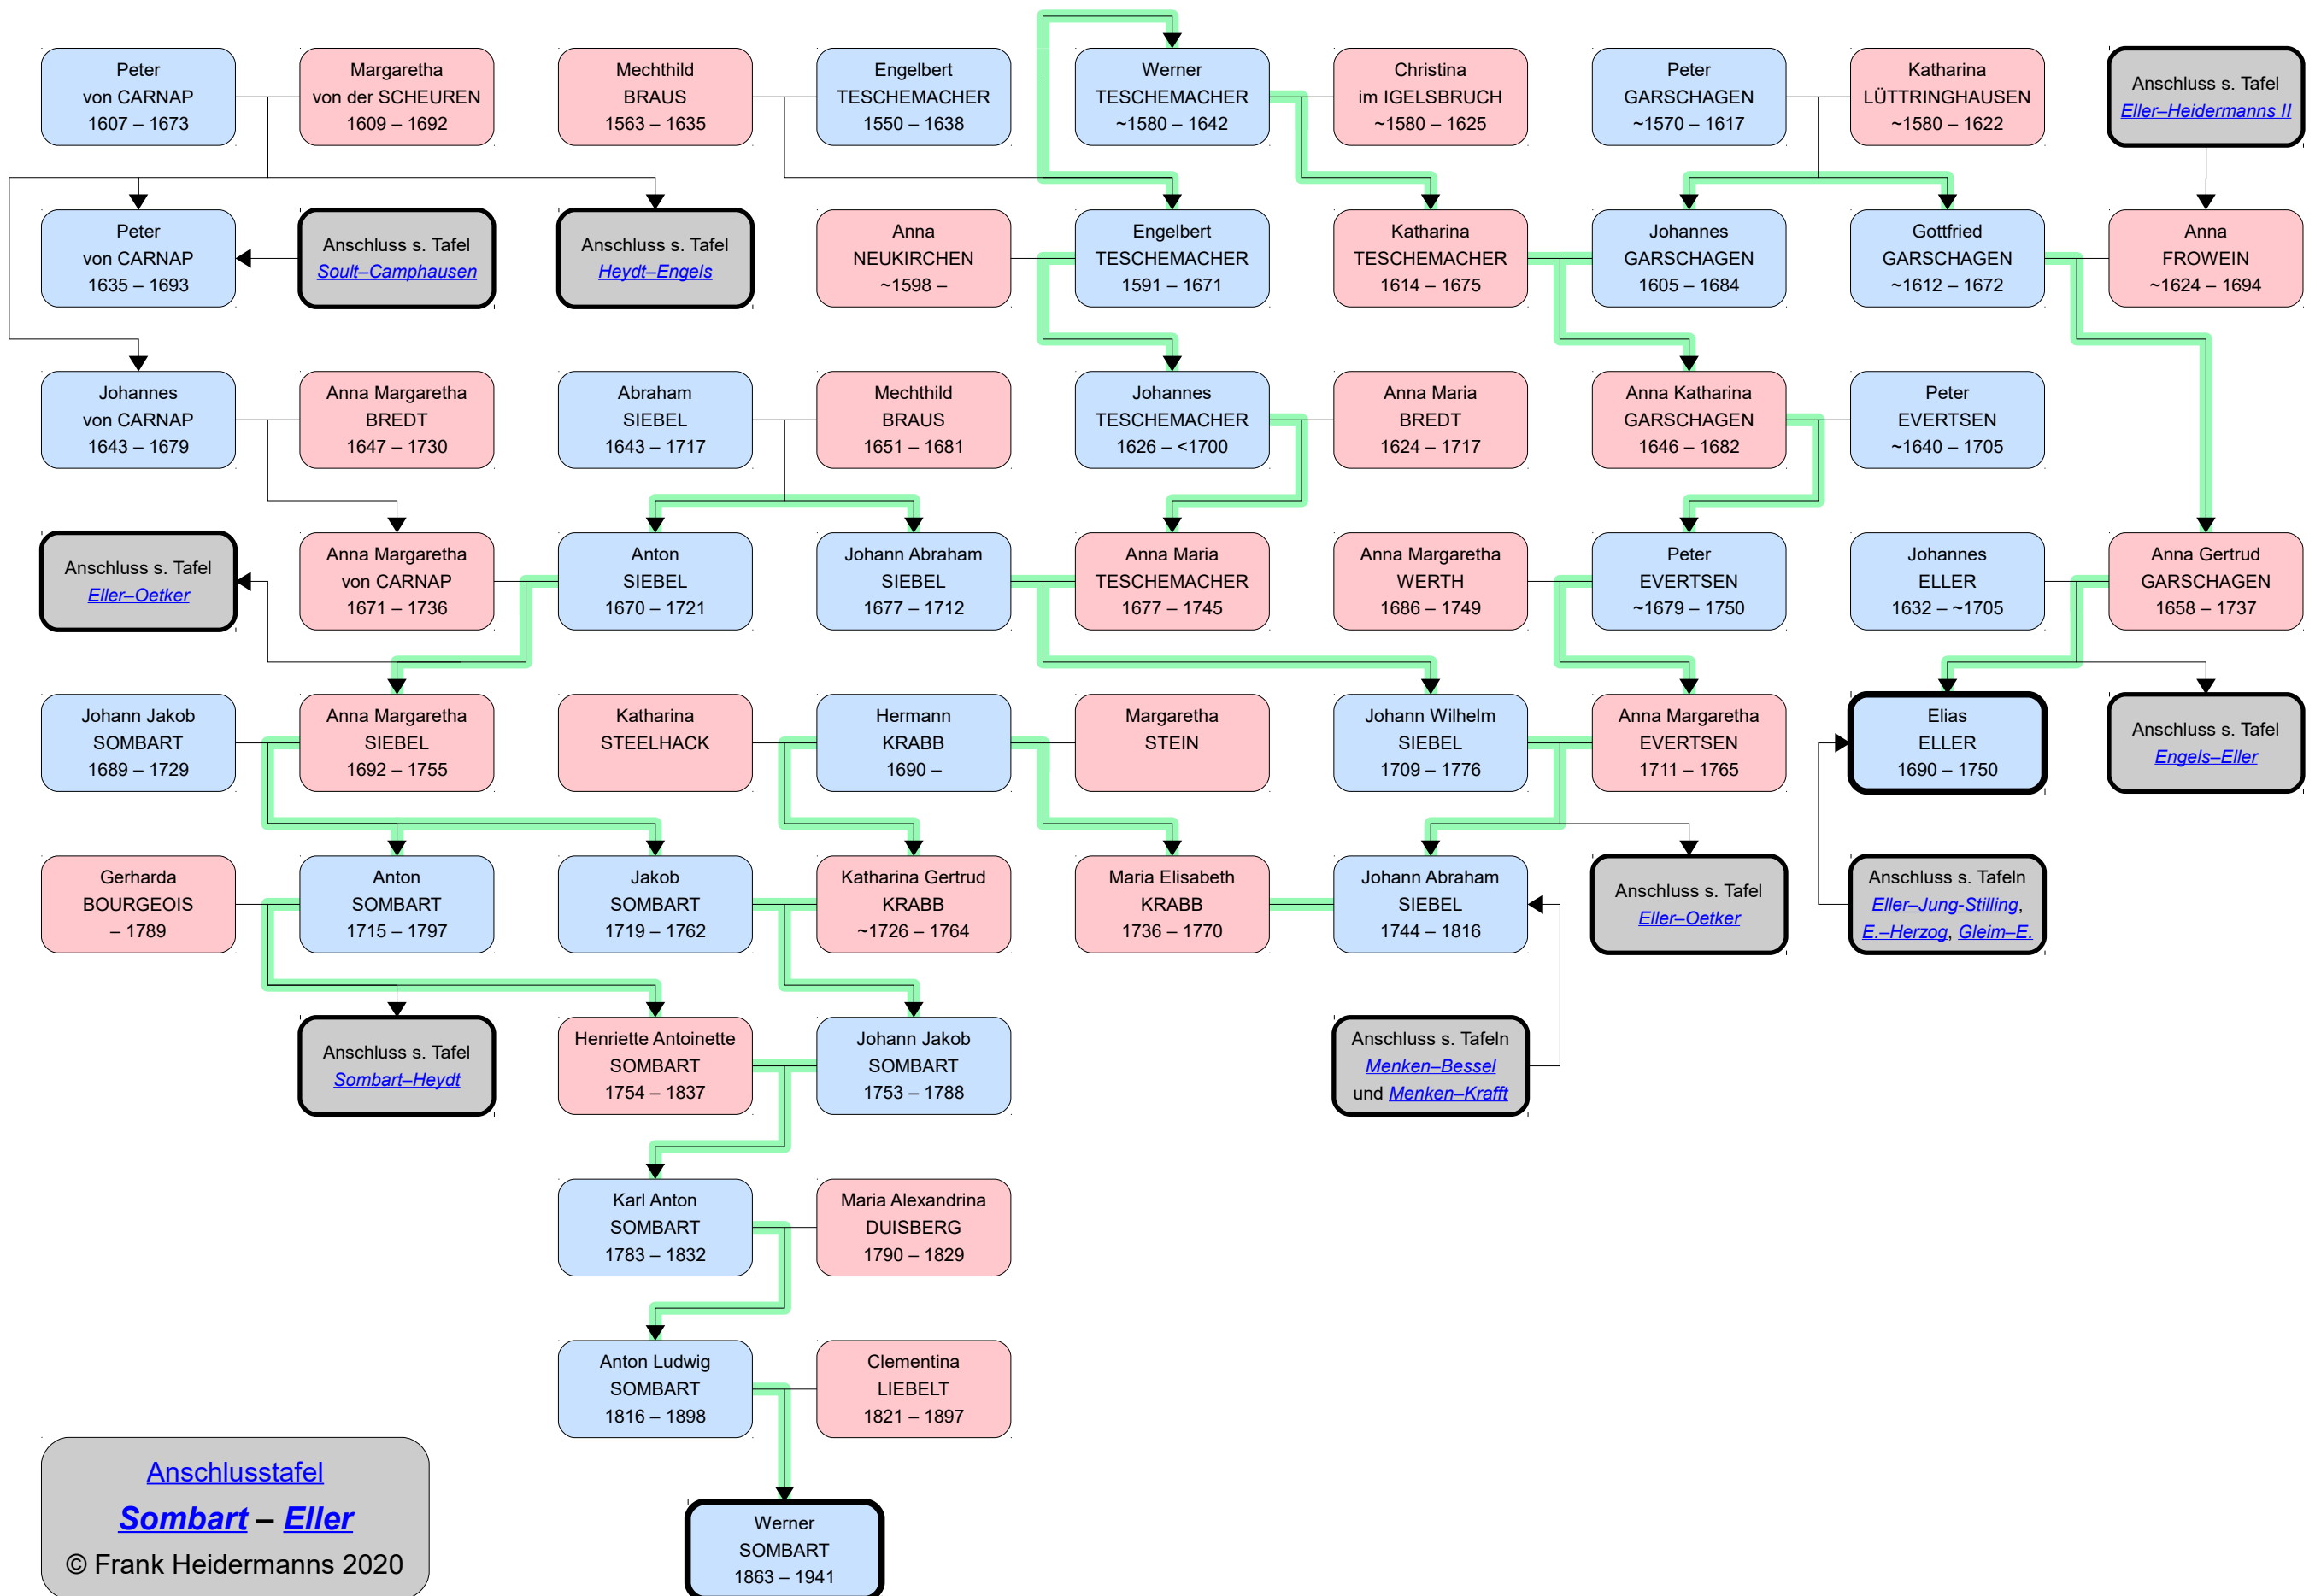 Peter
von CARNAP
1607 – 1673
Margaretha
von der SCHEUREN
1609 – 1692
Mechthild
BRAUS
1563 – 1635
Engelbert
TESCHEMACHER
1550 – 1638
Werner
TESCHEMACHER
~1580 – 1642
Christina
im IGELSBRUCH
~1580 – 1625
Peter
GARSCHAGEN
~1570 – 1617
Katharina
LÜTTRINGHAUSEN
~1580 – 1622
Anschluss s. Tafel
Eller–Heidermanns II
Peter
von CARNAP
1635 – 1693
Anschluss s. Tafel
Soult–Camphausen
Anschluss s. Tafel
Heydt–Engels
Anna
NEUKIRCHEN
~1598 –
Engelbert
TESCHEMACHER
1591 – 1671
Katharina
TESCHEMACHER
1614 – 1675
Johannes
GARSCHAGEN
1605 – 1684
Gottfried
GARSCHAGEN
~1612 – 1672
Anna
FROWEIN
~1624 – 1694
Johannes
von CARNAP
1643 – 1679
Anna Margaretha
BREDT
1647 – 1730
Abraham
SIEBEL
1643 – 1717
Mechthild
BRAUS
1651 – 1681
Johannes
TESCHEMACHER
1626 – <1700
Anna Maria
BREDT
1624 – 1717
Anna Katharina
GARSCHAGEN
1646 – 1682
Peter
EVERTSEN
~1640 – 1705
Anschluss s. Tafel
Eller–Oetker
Anna Margaretha
von CARNAP
1671 – 1736
Anton
SIEBEL
1670 – 1721
Johann Abraham
SIEBEL
1677 – 1712
Anna Maria
TESCHEMACHER
1677 – 1745
Anna Margaretha
WERTH
1686 – 1749
Peter
EVERTSEN
~1679 – 1750
Johannes
ELLER
1632 – ~1705
Anna Gertrud
GARSCHAGEN
1658 – 1737
Johann Jakob
SOMBART
1689 – 1729
Anna Margaretha
SIEBEL
1692 – 1755
Katharina
STEELHACK
Hermann
KRABB
1690 –
Margaretha
STEIN
Johann Wilhelm
SIEBEL
1709 – 1776
Anna Margaretha
EVERTSEN
1711 – 1765
Elias
ELLER
1690 – 1750
Anschluss s. Tafel
Engels–Eller
Gerharda
BOURGEOIS
– 1789
Anton
SOMBART
1715 – 1797
Jakob
SOMBART
1719 – 1762
Katharina Gertrud
KRABB
~1726 – 1764
Maria Elisabeth
KRABB
1736 – 1770
Johann Abraham
SIEBEL
1744 – 1816
Anschluss s. Tafel
Eller–Oetker
Anschluss s. Tafeln
Eller–Jung-Stilling,
E.–Herzog, Gleim–E.
Anschluss s. Tafel
Sombart–Heydt
Henriette Antoinette
SOMBART
1754 – 1837
Johann Jakob
SOMBART
1753 – 1788
Anschluss s. Tafeln
Menken–Bessel
und Menken–Krafft
Karl Anton
SOMBART
1783 – 1832
Maria Alexandrina
DUISBERG
1790 – 1829
Anton Ludwig
SOMBART
1816 – 1898
Clementina
LIEBELT
1821 – 1897
Anschlusstafel
Sombart – Eller
© Frank Heidermanns 2020
Werner
SOMBART
1863 – 1941